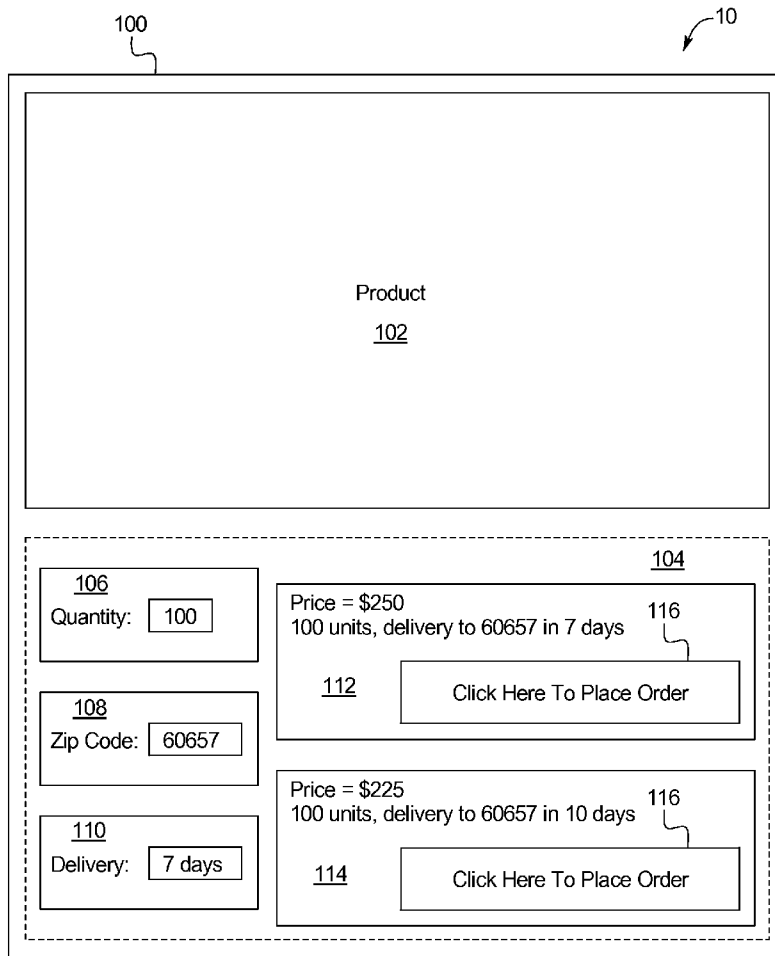 100
10
Product
102
104
106
Quantity: 100
108
Zip Code: 60657
110
Delivery: 7 days
Price = $250
100 units, delivery to 60657 in 7 days
116
112
Click Here To Place Order
Price = $225
100 units, delivery to 60657 in 10 days
116
114
Click Here To Place Order